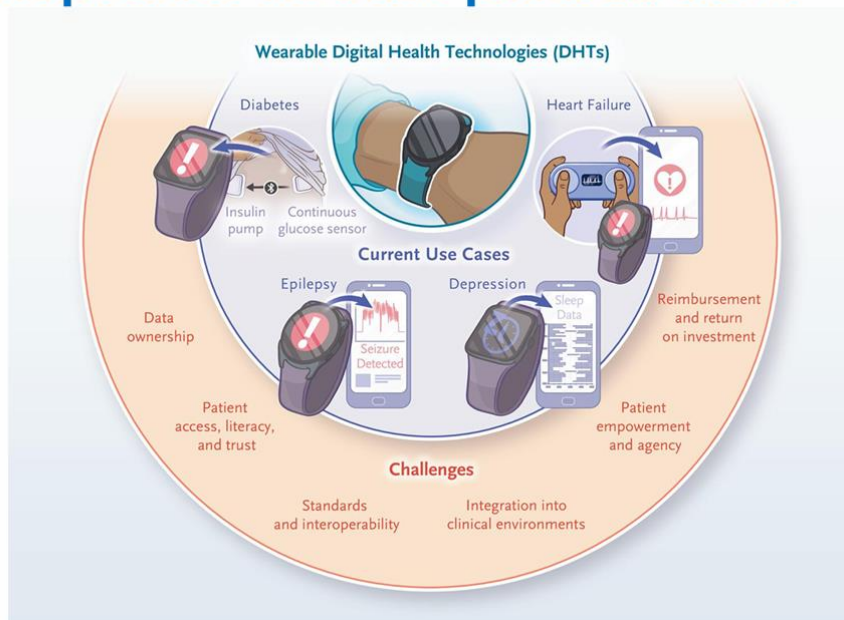 Wearable Digital Health Technologies (DHTs)
Diabetes
Heart Failure
Insulin
pump
Continuous
glucose sensor
Current Use Cases
Epilepsy
Depression
Seizure
Detected
Sleep
Data
Data
ownership
Reimbursement
and return
on investment
Patient
access, literacy,
and trust
Patient
empowerment
and agency
Challenges
Standards
and interoperability
Integration into
clinical environments